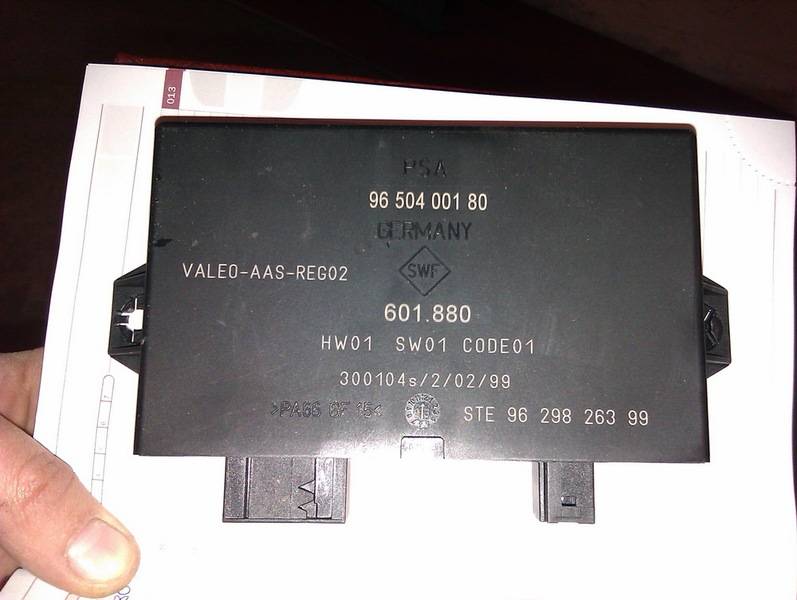 013
PSA
96 504 001 80
GERMANY
VALEO-AAS-REG02
SWF
601.880
HW01 SW01 CODE01
300104s/2/02/99
>PA66 GF 15<
STE 96 298 263 99